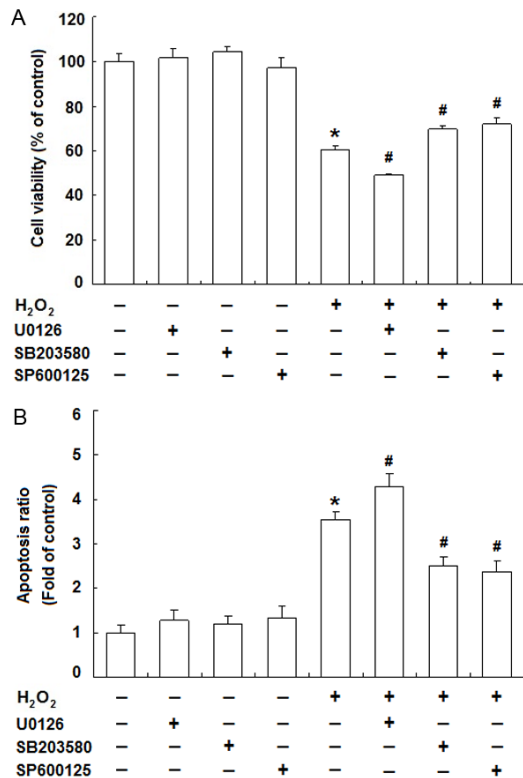 A
Cell viability (% of control)
120
100
80
60
40
20
0
*
#
#
#
H₂O₂ – – – – + + + +
U0126 – + – – – + – –
SB203580 – – + – – – + –
SP600125 – – – + – – – +
B
Apoptosis ratio
(Fold of control)
6
5
4
3
2
1
0
*
#
#
#
H₂O₂ – – – – + + + +
U0126 – + – – – + – –
SB203580 – – + – – – + –
SP600125 – – – + – – – +